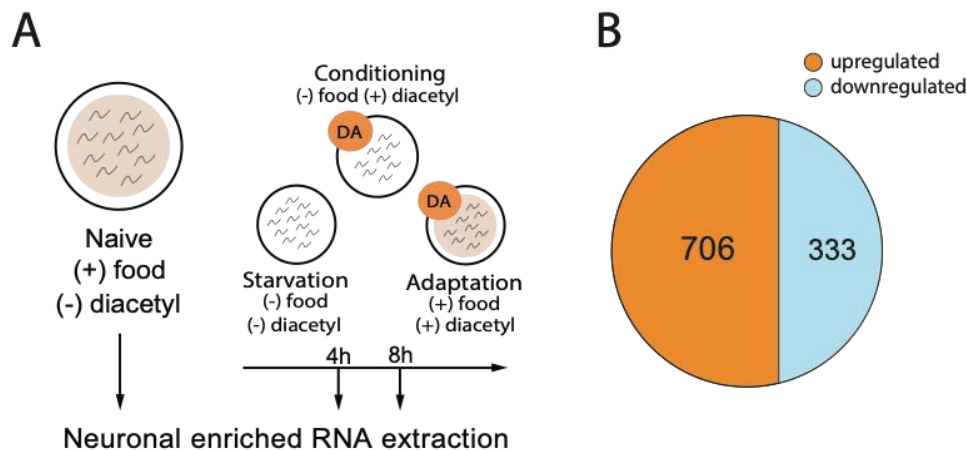 A
Naive
(+) food
(-) diacetyl
Conditioning
(-) food (+) diacetyl
DA
DA
Starvation
(-) food
(-) diacetyl
Adaptation
(+) food
(+) diacetyl
4h
8h
Neuronal enriched RNA extraction
B
upregulated
downregulated
706
333